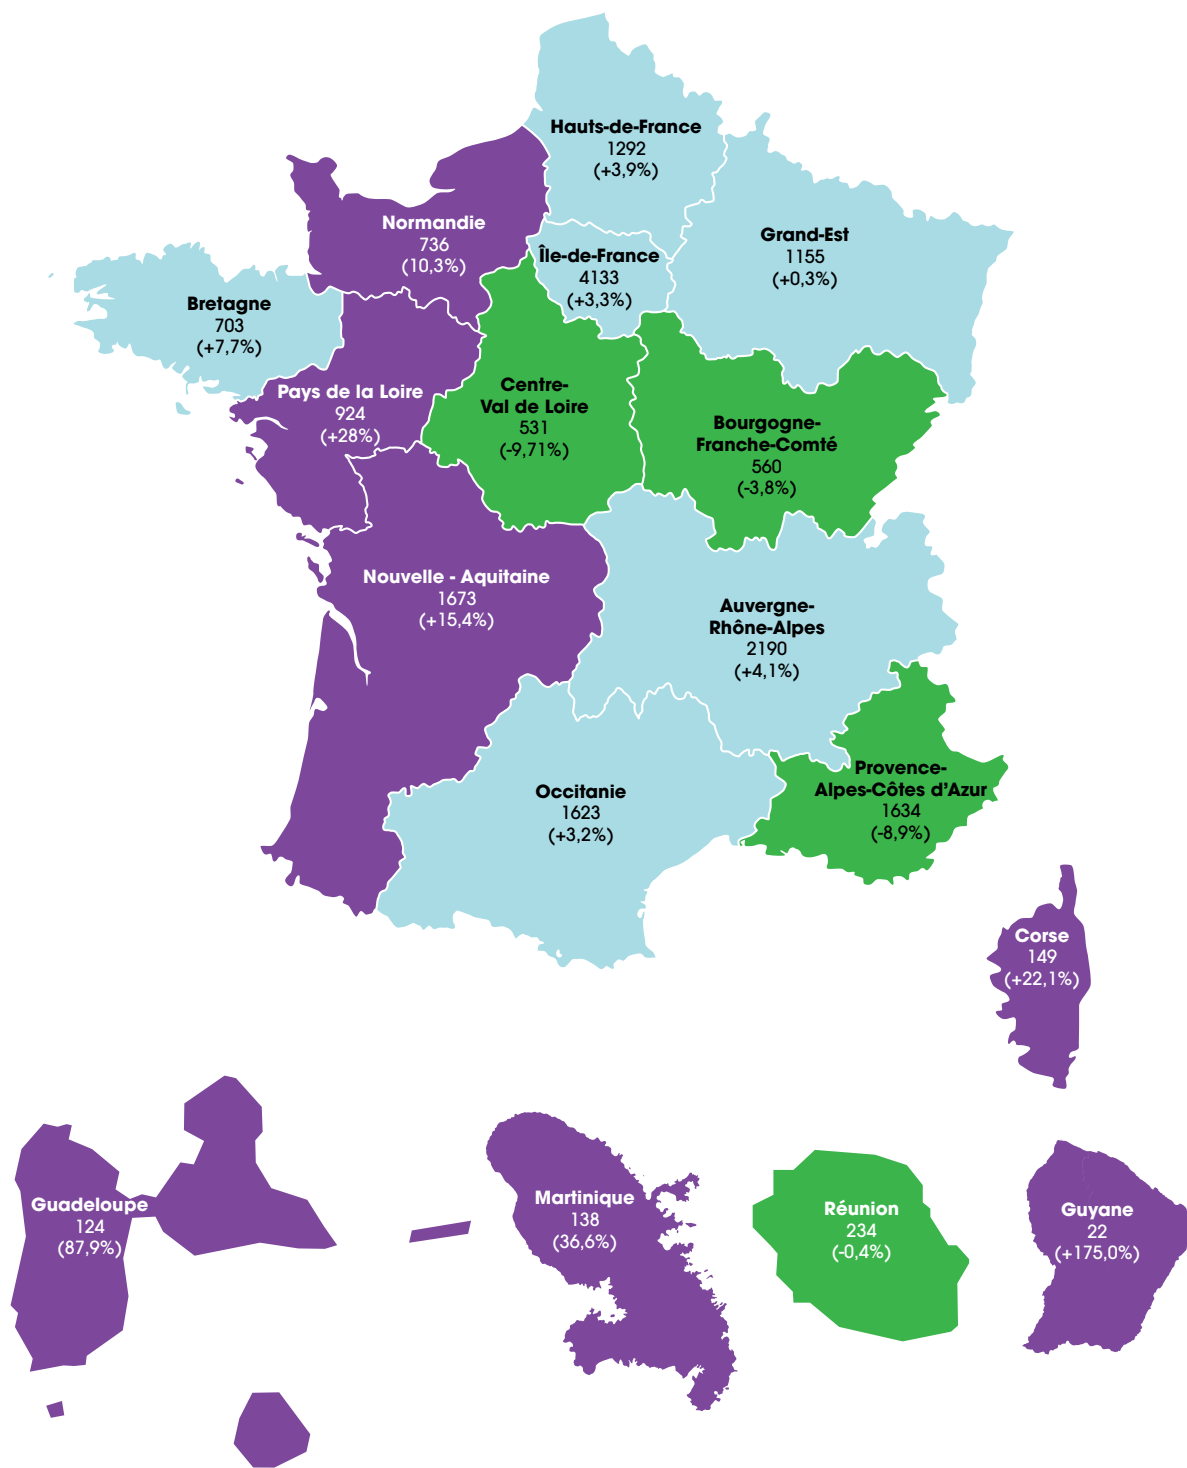 Hauts-de-France
1292
(+3,9%)
Normandie
736
(10,3%)
Île-de-France
4133
(+3,3%)
Grand-Est
1155
(+0,3%)
Bretagne
703
(+7,7%)
Pays de la Loire
924
(+28%)
Centre-
Val de Loire
531
(-9,71%)
Bourgogne-
Franche-Comté
560
(-3,8%)
Nouvelle - Aquitaine
1673
(+15,4%)
Auvergne-
Rhône-Alpes
2190
(+4,1%)
Occitanie
1623
(+3,2%)
Provence-
Alpes-Côtes d’Azur
1634
(-8,9%)
Corse
149
(+22,1%)
Guadeloupe
124
(87,9%)
Martinique
138
(36,6%)
Réunion
234
(-0,4%)
Guyane
22
(+175,0%)